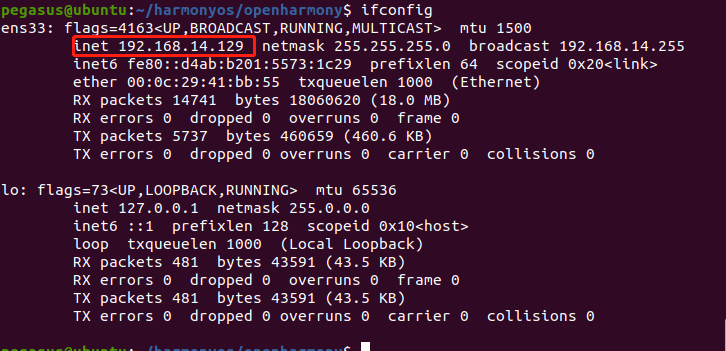 pegasus@ubuntu:~/harmonyos/openharmony$ ifconfig
ens33: flags=4163<UP,BROADCAST,RUNNING,MULTICAST>  mtu 1500
        inet 192.168.14.129  netmask 255.255.255.0  broadcast 192.168.14.255
        inet6 fe80::d4ab:b201:5573:1c29  prefixlen 64  scopeid 0x20<link>
        ether 00:0c:29:41:bb:55  txqueuelen 1000  (Ethernet)
        RX packets 14741  bytes 18060620 (18.0 MB)
        RX errors 0  dropped 0  overruns 0  frame 0
        TX packets 5737  bytes 460659 (460.6 KB)
        TX errors 0  dropped 0 overruns 0  carrier 0  collisions 0

lo: flags=73<UP,LOOPBACK,RUNNING>  mtu 65536
        inet 127.0.0.1  netmask 255.0.0.0
        inet6 ::1  prefixlen 128  scopeid 0x10<host>
        loop  txqueuelen 1000  (Local Loopback)
        RX packets 481  bytes 43591 (43.5 KB)
        RX errors 0  dropped 0  overruns 0  frame 0
        TX packets 481  bytes 43591 (43.5 KB)
        TX errors 0  dropped 0 overruns 0  carrier 0  collisions 0

pegasus@ubuntu:~/harmonyos/openharmony$